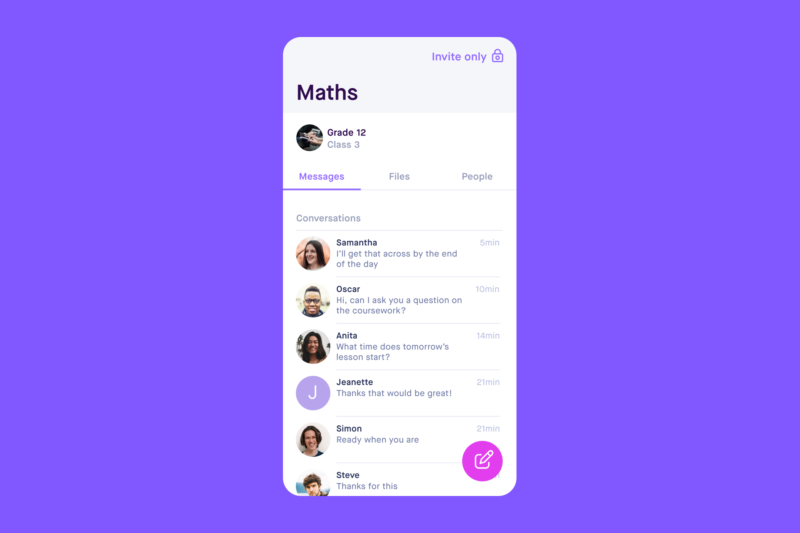 Invite only
Maths
Grade 12
Class 3
Messages Files People
Conversations
Samantha 5min
I'll get that across by the end
of the day
Oscar 10min
Hi, can I ask you a question on
the coursework?
Anita 14min
What time does tomorrow's
lesson start?
J
Jeanette 21min
Thanks that would be great!
Simon 21min
Ready when you are
Steve
Thanks for this